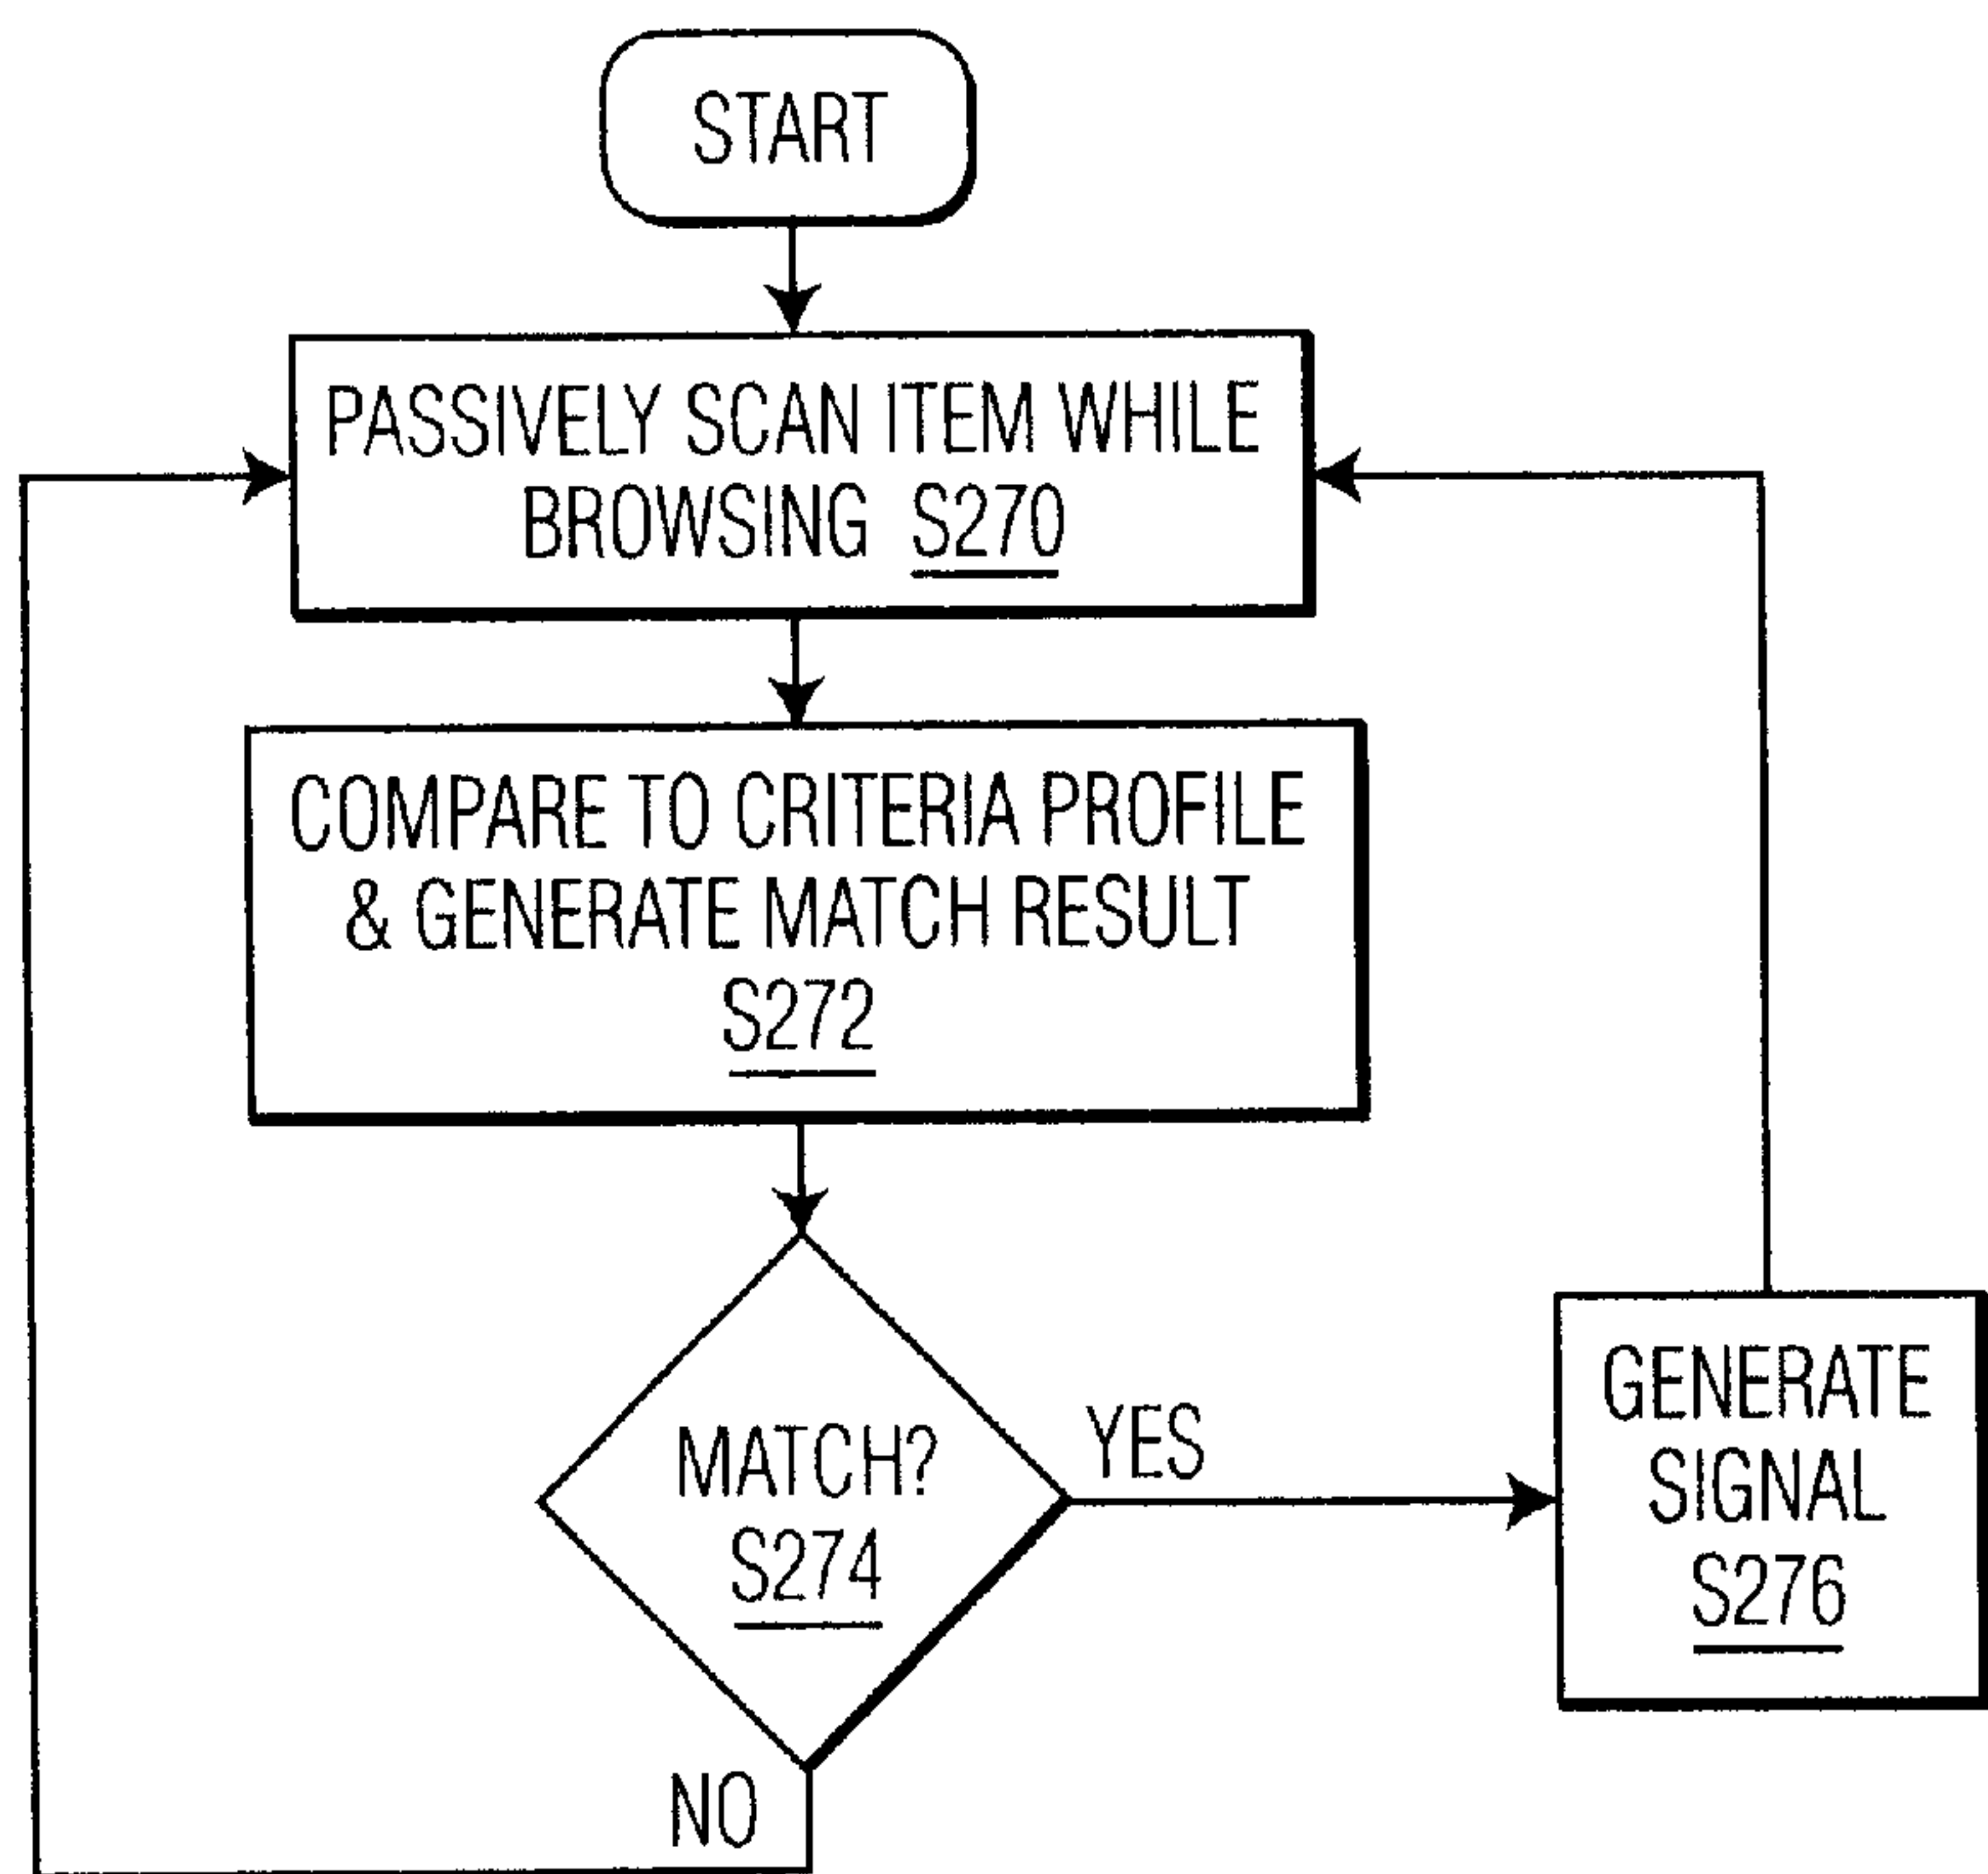 START
PASSIVELY SCAN ITEM WHILE
BROWSING S270
COMPARE TO CRITERIA PROFILE
& GENERATE MATCH RESULT
S272
MATCH?
S274
YES
GENERATE
SIGNAL
S276
NO